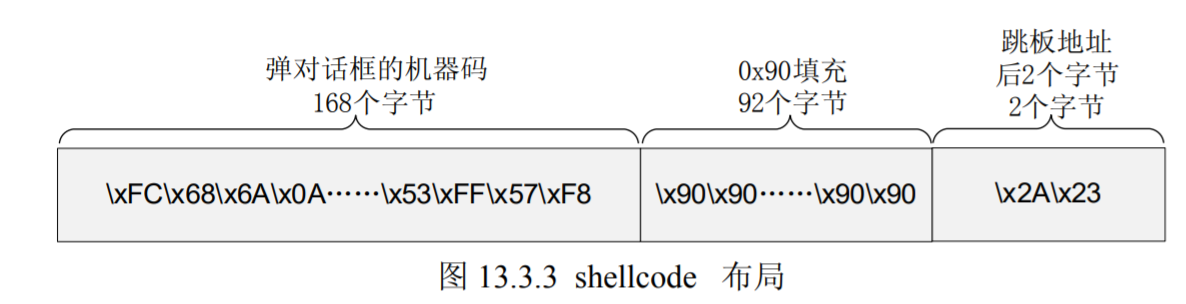 弹对话框的机器码
168个字节
0x90填充
92个字节
跳板地址
后2个字节
2个字节
\xFC\x68\x6A\x0A……\x53\xFF\x57\xF8
\x90\x90……\x90\x90
\x2A\x23
图 13.3.3 shellcode 布局